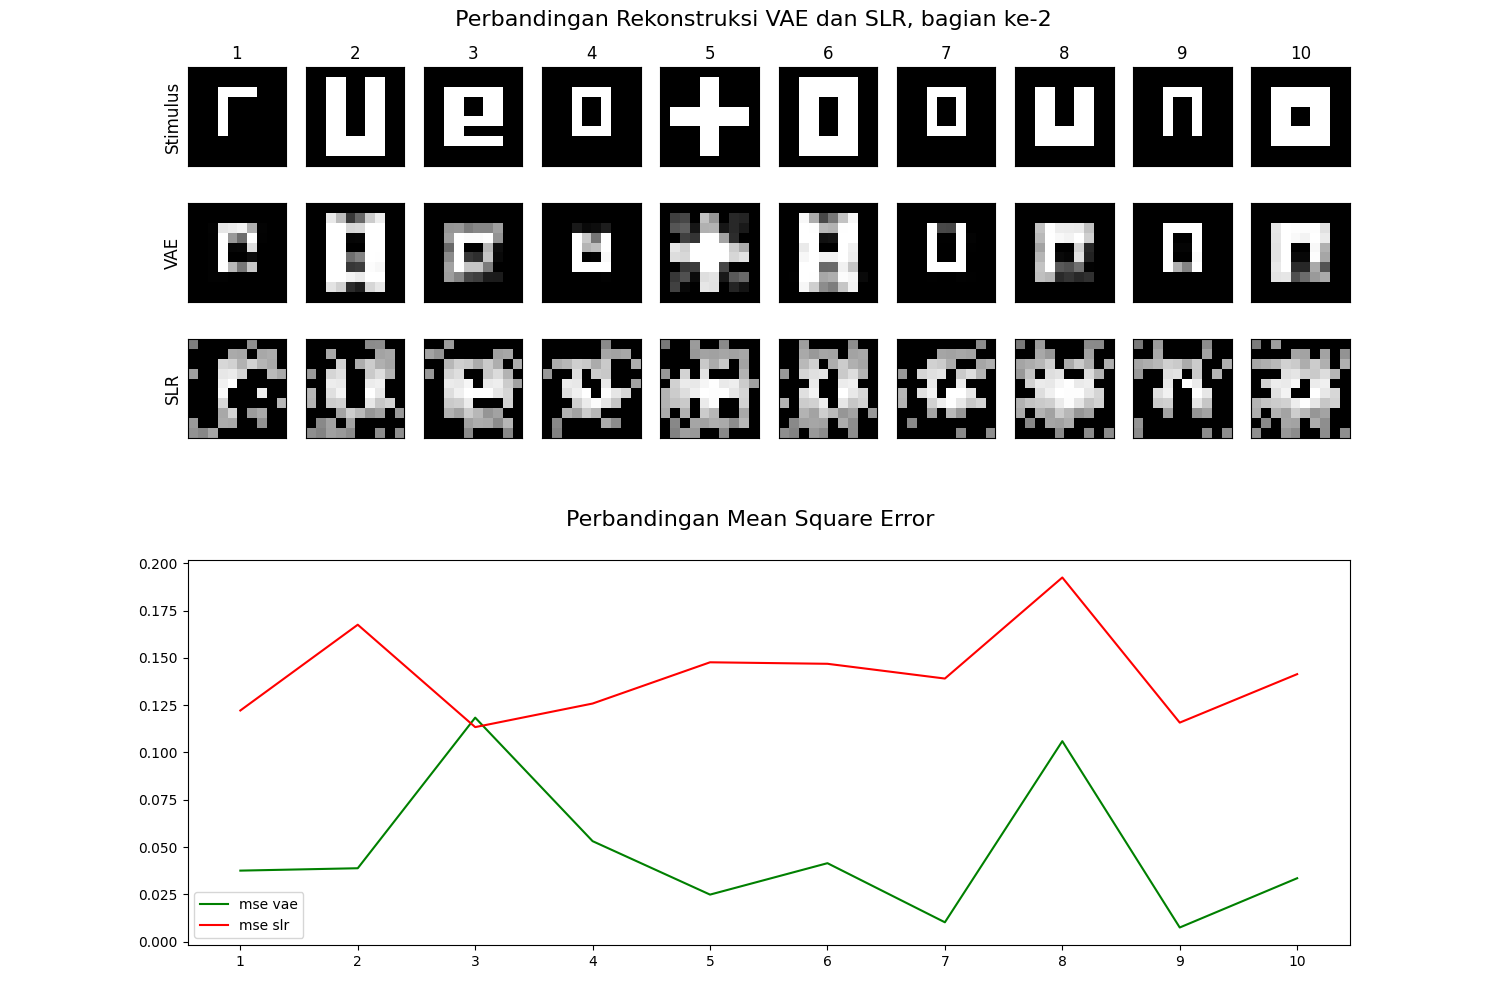 Perbandingan Rekonstruksi VAE dan SLR, bagian ke-2
1 2 3 4 5 6 7 8 9 10
Stimulus
VAE
SLR
Perbandingan Mean Square Error
0.200
0.175
0.150
0.125
0.100
0.075
0.050
0.025
0.000
mse vae
mse slr
1 2 3 4 5 6 7 8 9 10